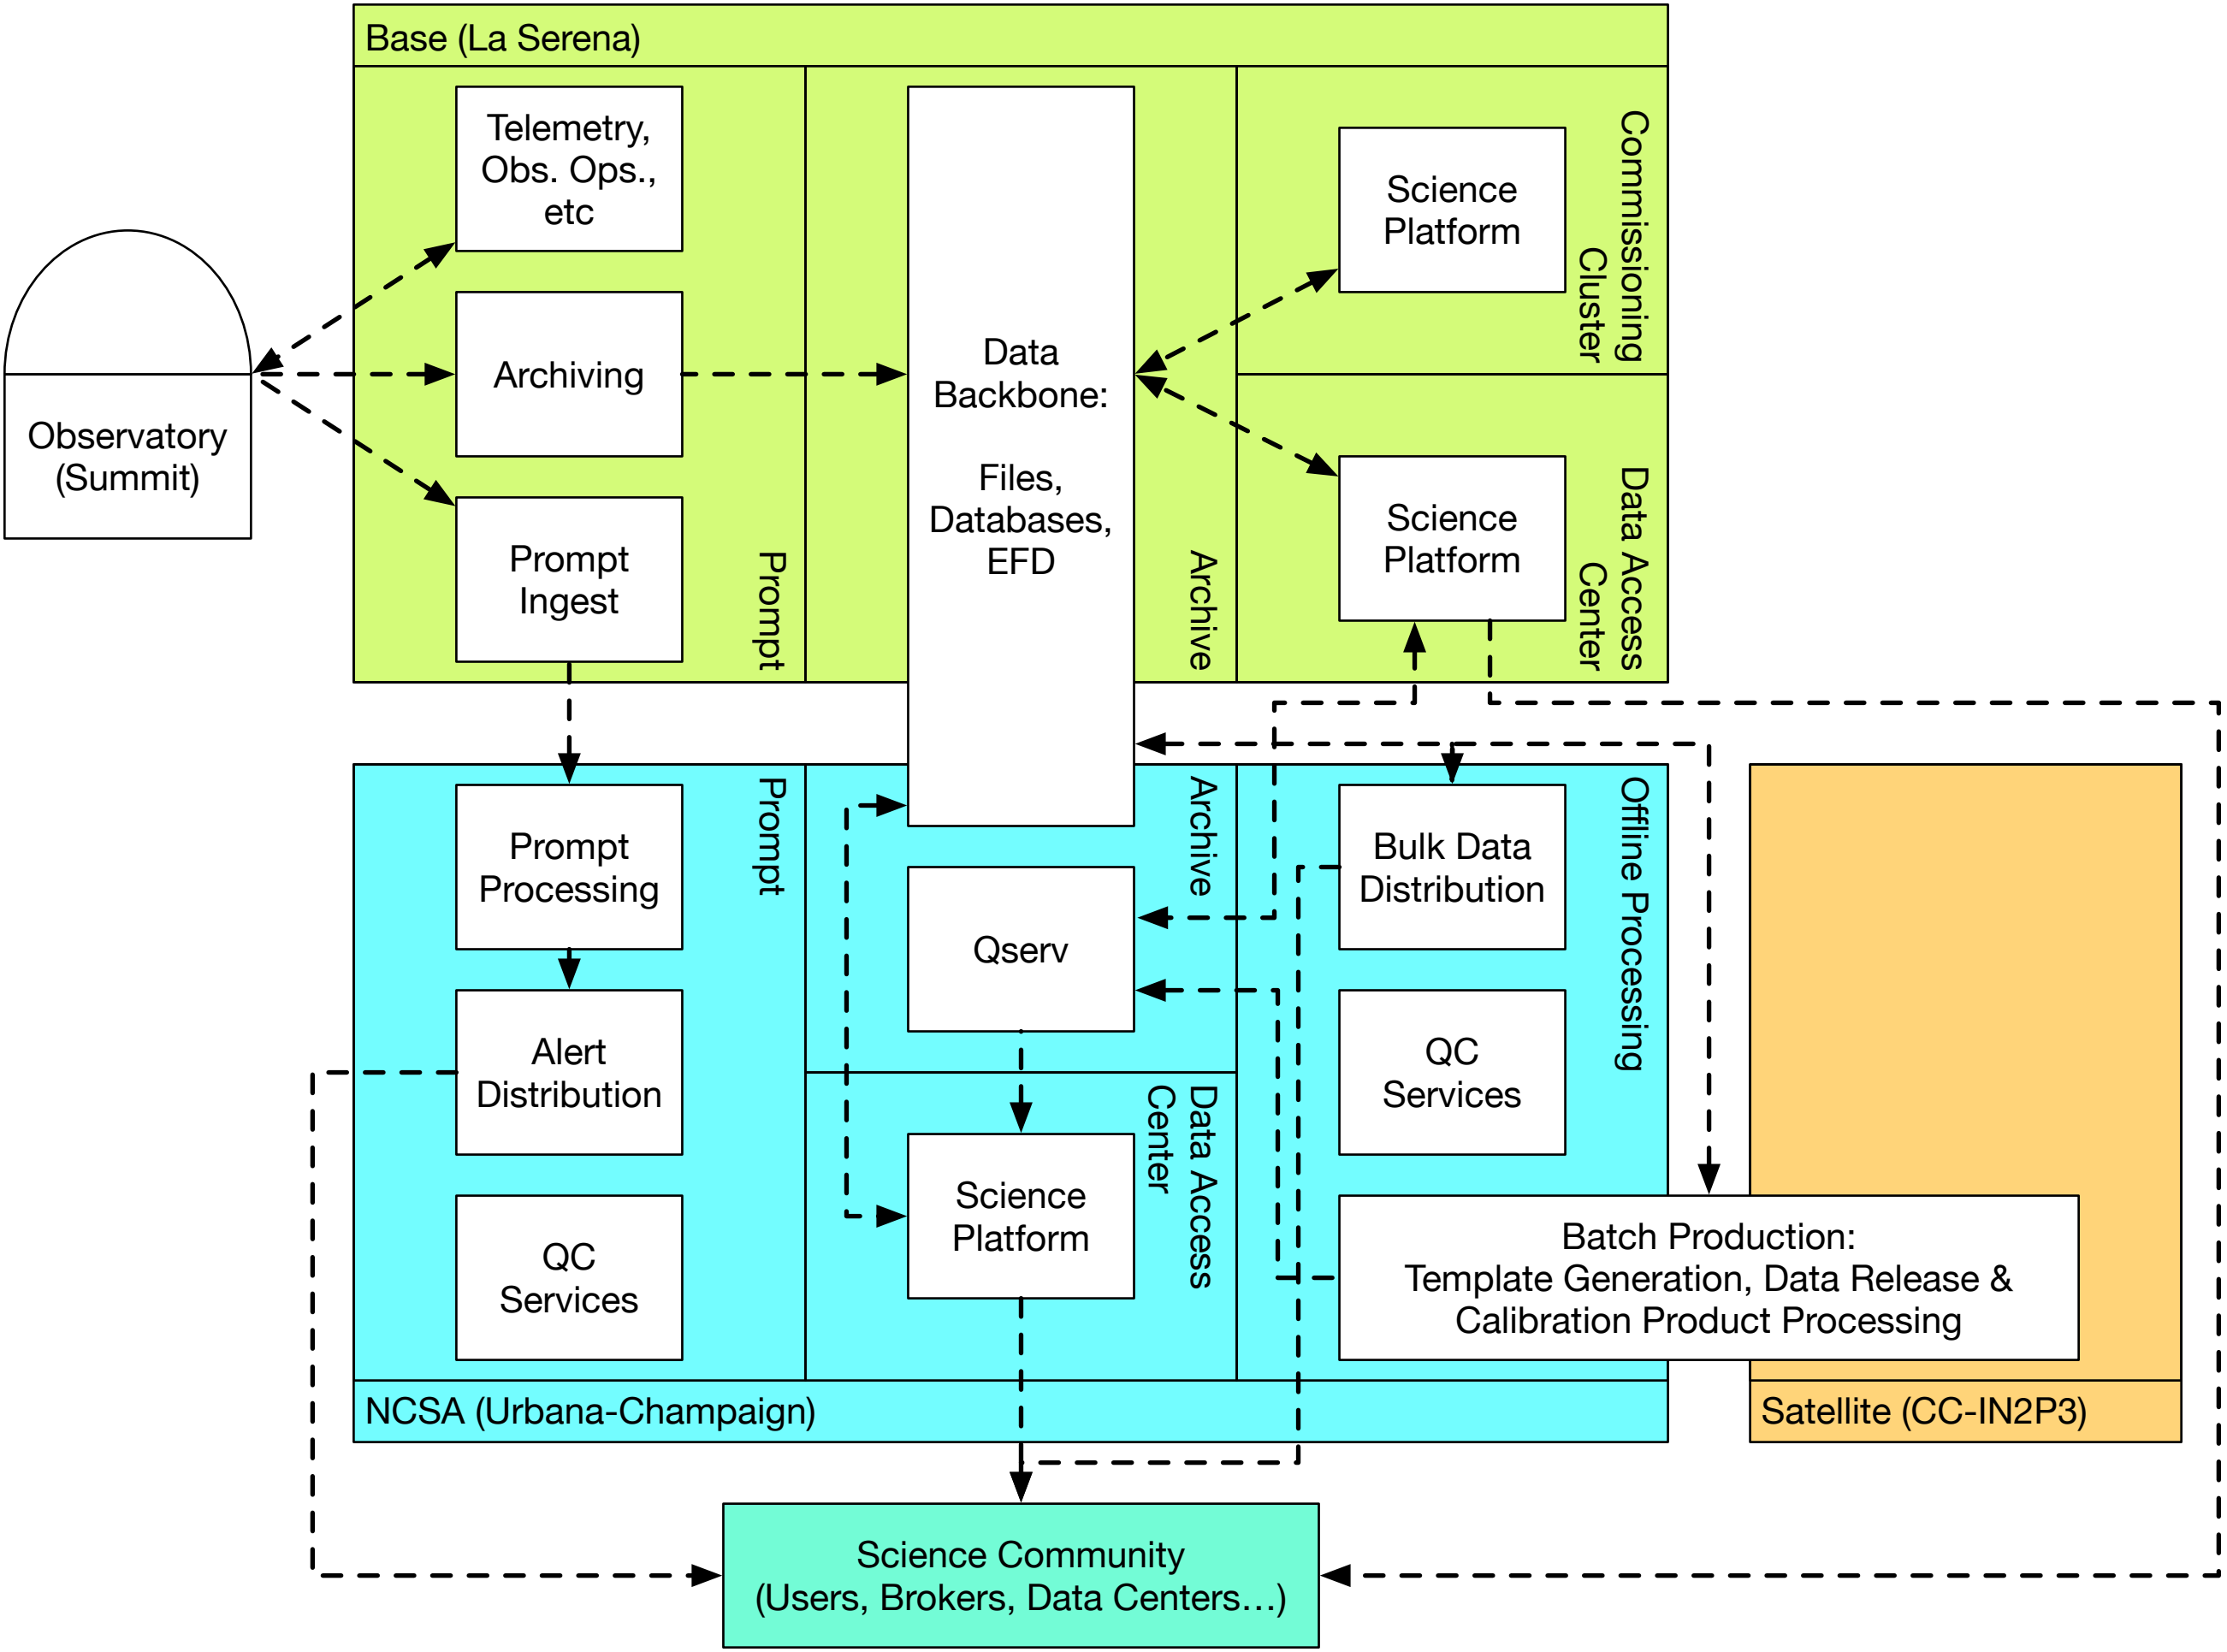 Base (La Serena)
Telemetry,
Obs. Ops.,
etc
Archiving
Prompt
Ingest
Prompt
Data
Backbone:
Files,
Databases,
EFD
Archive
Science
Platform
Commissioning
Cluster
Science
Platform
Data Access
Center
Observatory
(Summit)
Prompt
Processing
Alert
Distribution
QC
Services
Prompt
Archive
Qserv
Science
Platform
Data Access
Center
Bulk Data
Distribution
QC
Services
Offline Processing
Batch Production:
Template Generation, Data Release &
Calibration Product Processing
NCSA (Urbana-Champaign)
Satellite (CC-IN2P3)
Science Community
(Users, Brokers, Data Centers…)